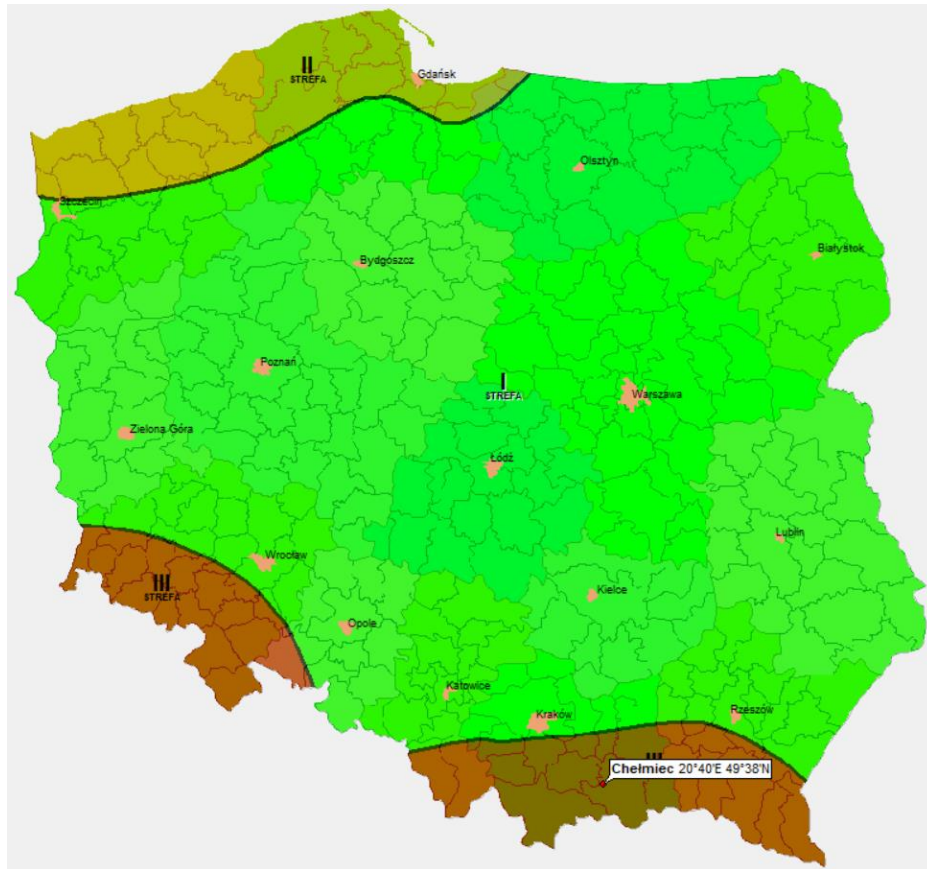 II
STREFA
Gdańsk
Olsztyn
Szczecin
Białystok
Bydgoszcz
Poznań
I
STREFA
Warszawa
Zielona Góra
Łódź
Lublin
Wrocław
III
STREFA
Kielce
Opole
Katowice
Rzeszów
Kraków
Chełmiec 20°40'E 49°38'N